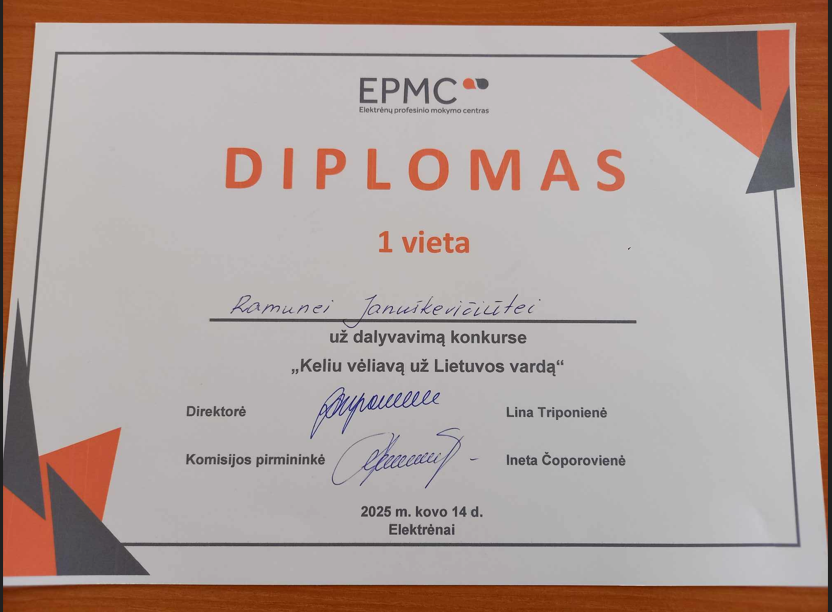 EPMC
Elektrėnų profesinio mokymo centras
DIPLOMAS
1 vieta
Ramunei Januškevičiūtei
už dalyvavimą konkurse
„Keliu vėliavą už Lietuvos vardą“
Direktorė Lina Triponienė
Komisijos pirmininkė Ineta Čoporovienė
2025 m. kovo 14 d.
Elektrėnai